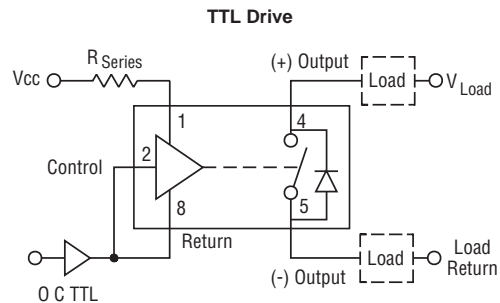 TTL Drive
R Series
Vcc
(+) Output
Load
V Load
1
4
Control
2
8
5
Return
O C TTL
(-) Output
Load
Load
Return